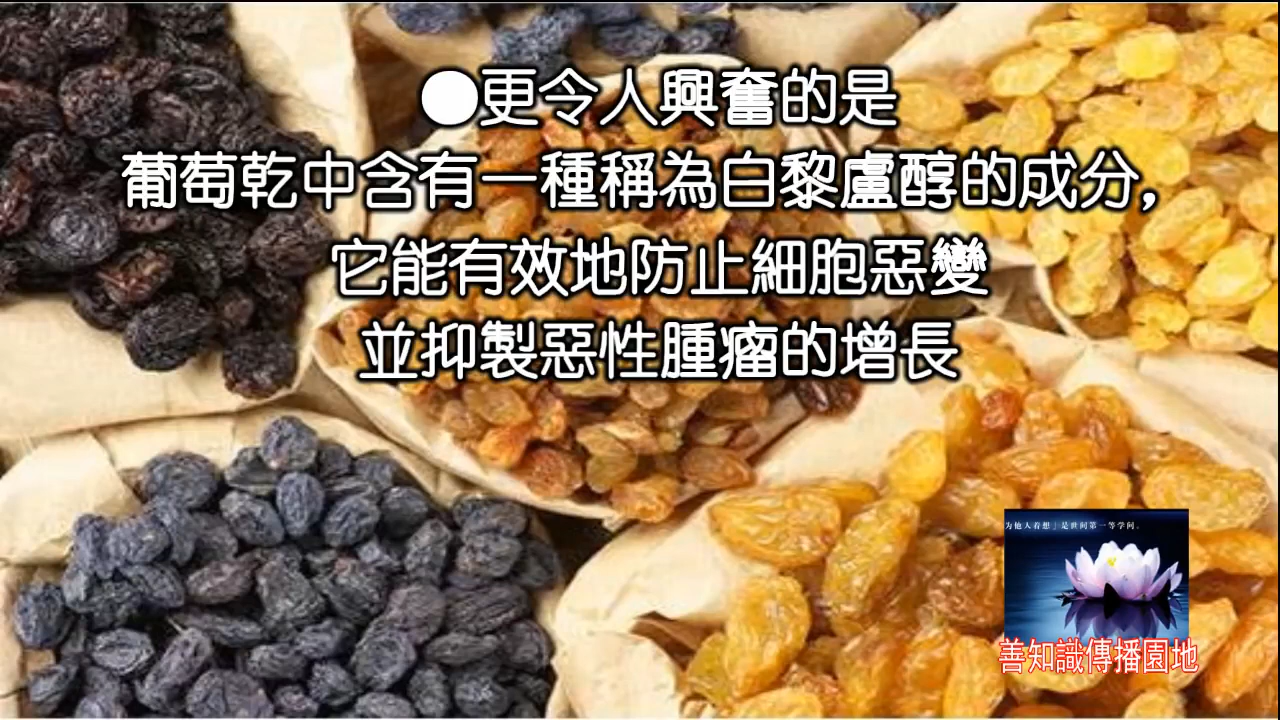 ●更令人興奮的是
葡萄乾中含有一種稱為白黎盧醇的成分,
它能有效地防止細胞惡變
並抑製惡性腫瘤的增長
为他人着想」是世间第一等学问。
善知識傳播園地